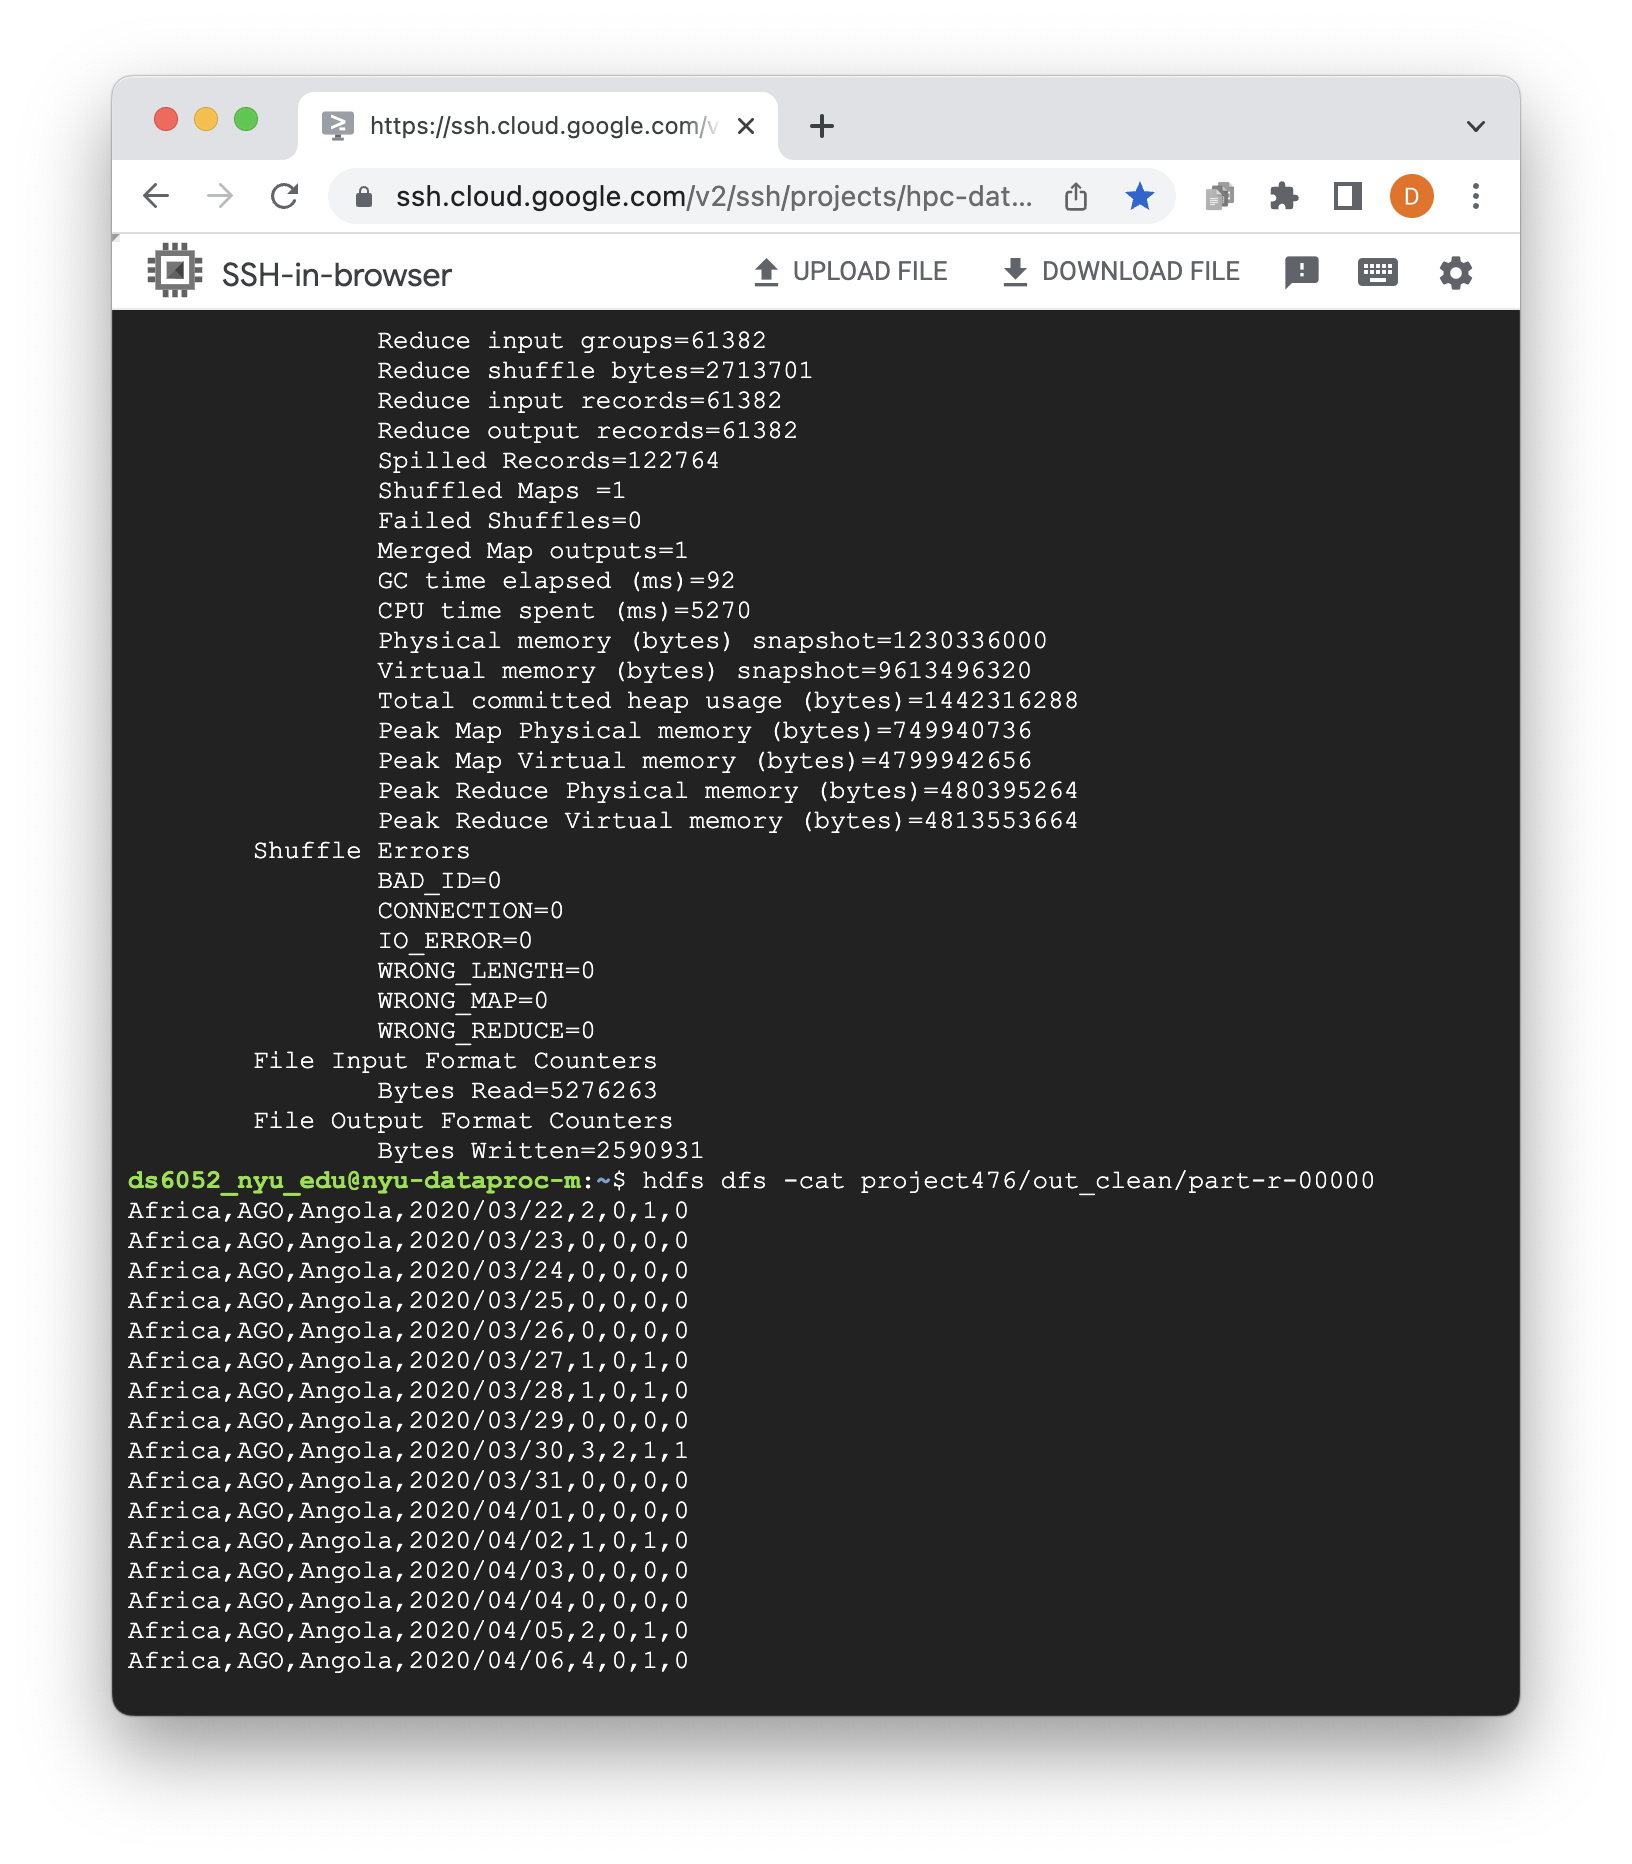 https://ssh.cloud.google.com/v
ssh.cloud.google.com/v2/ssh/projects/hpc-dat...
D
SSH-in-browser
UPLOAD FILE
DOWNLOAD FILE
Reduce input groups=61382
Reduce shuffle bytes=2713701
Reduce input records=61382
Reduce output records=61382
Spilled Records=122764
Shuffled Maps =1
Failed Shuffles=0
Merged Map outputs=1
GC time elapsed (ms)=92
CPU time spent (ms)=5270
Physical memory (bytes) snapshot=1230336000
Virtual memory (bytes) snapshot=9613496320
Total committed heap usage (bytes)=1442316288
Peak Map Physical memory (bytes)=749940736
Peak Map Virtual memory (bytes)=4799942656
Peak Reduce Physical memory (bytes)=480395264
Peak Reduce Virtual memory (bytes)=4813553664
Shuffle Errors
BAD_ID=0
CONNECTION=0
IO_ERROR=0
WRONG_LENGTH=0
WRONG_MAP=0
WRONG_REDUCE=0
File Input Format Counters
Bytes Read=5276263
File Output Format Counters
Bytes Written=2590931
ds6052_nyu_edu@nyu-dataproc-m:~$ hdfs dfs -cat project476/out_clean/part-r-00000
Africa,AGO,Angola,2020/03/22,2,0,1,0
Africa,AGO,Angola,2020/03/23,0,0,0,0
Africa,AGO,Angola,2020/03/24,0,0,0,0
Africa,AGO,Angola,2020/03/25,0,0,0,0
Africa,AGO,Angola,2020/03/26,0,0,0,0
Africa,AGO,Angola,2020/03/27,1,0,1,0
Africa,AGO,Angola,2020/03/28,1,0,1,0
Africa,AGO,Angola,2020/03/29,0,0,0,0
Africa,AGO,Angola,2020/03/30,3,2,1,1
Africa,AGO,Angola,2020/03/31,0,0,0,0
Africa,AGO,Angola,2020/04/01,0,0,0,0
Africa,AGO,Angola,2020/04/02,1,0,1,0
Africa,AGO,Angola,2020/04/03,0,0,0,0
Africa,AGO,Angola,2020/04/04,0,0,0,0
Africa,AGO,Angola,2020/04/05,2,0,1,0
Africa,AGO,Angola,2020/04/06,4,0,1,0